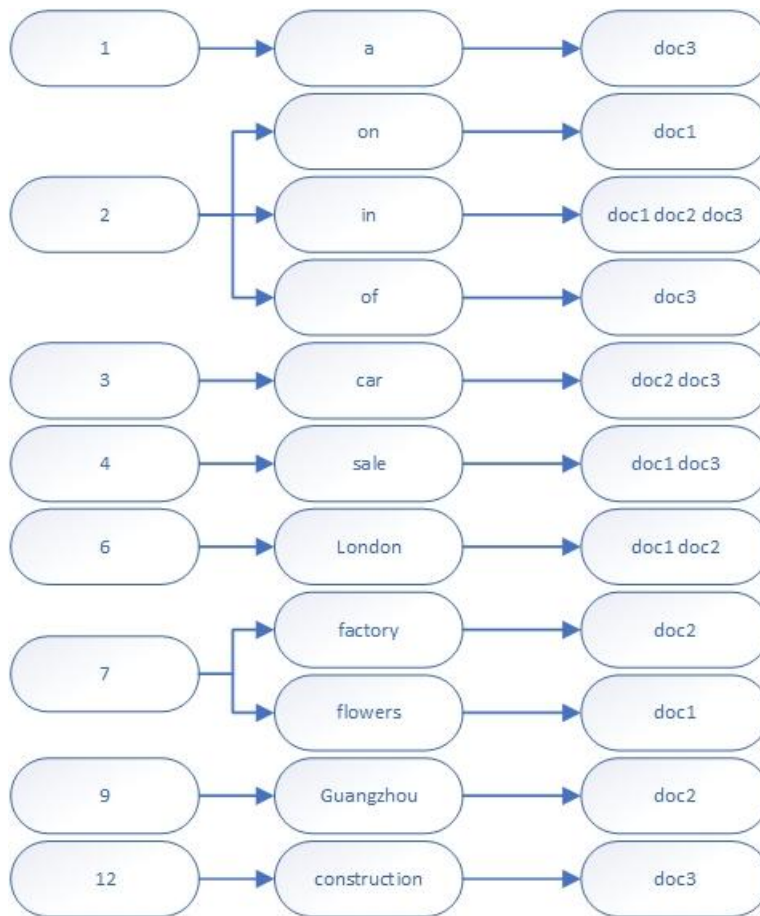 1 a doc3
on doc1
2 in doc1 doc2 doc3
of doc3
3 car doc2 doc3
4 sale doc1 doc3
6 London doc1 doc2
factory doc2
7
flowers doc1
9 Guangzhou doc2
12 construction doc3